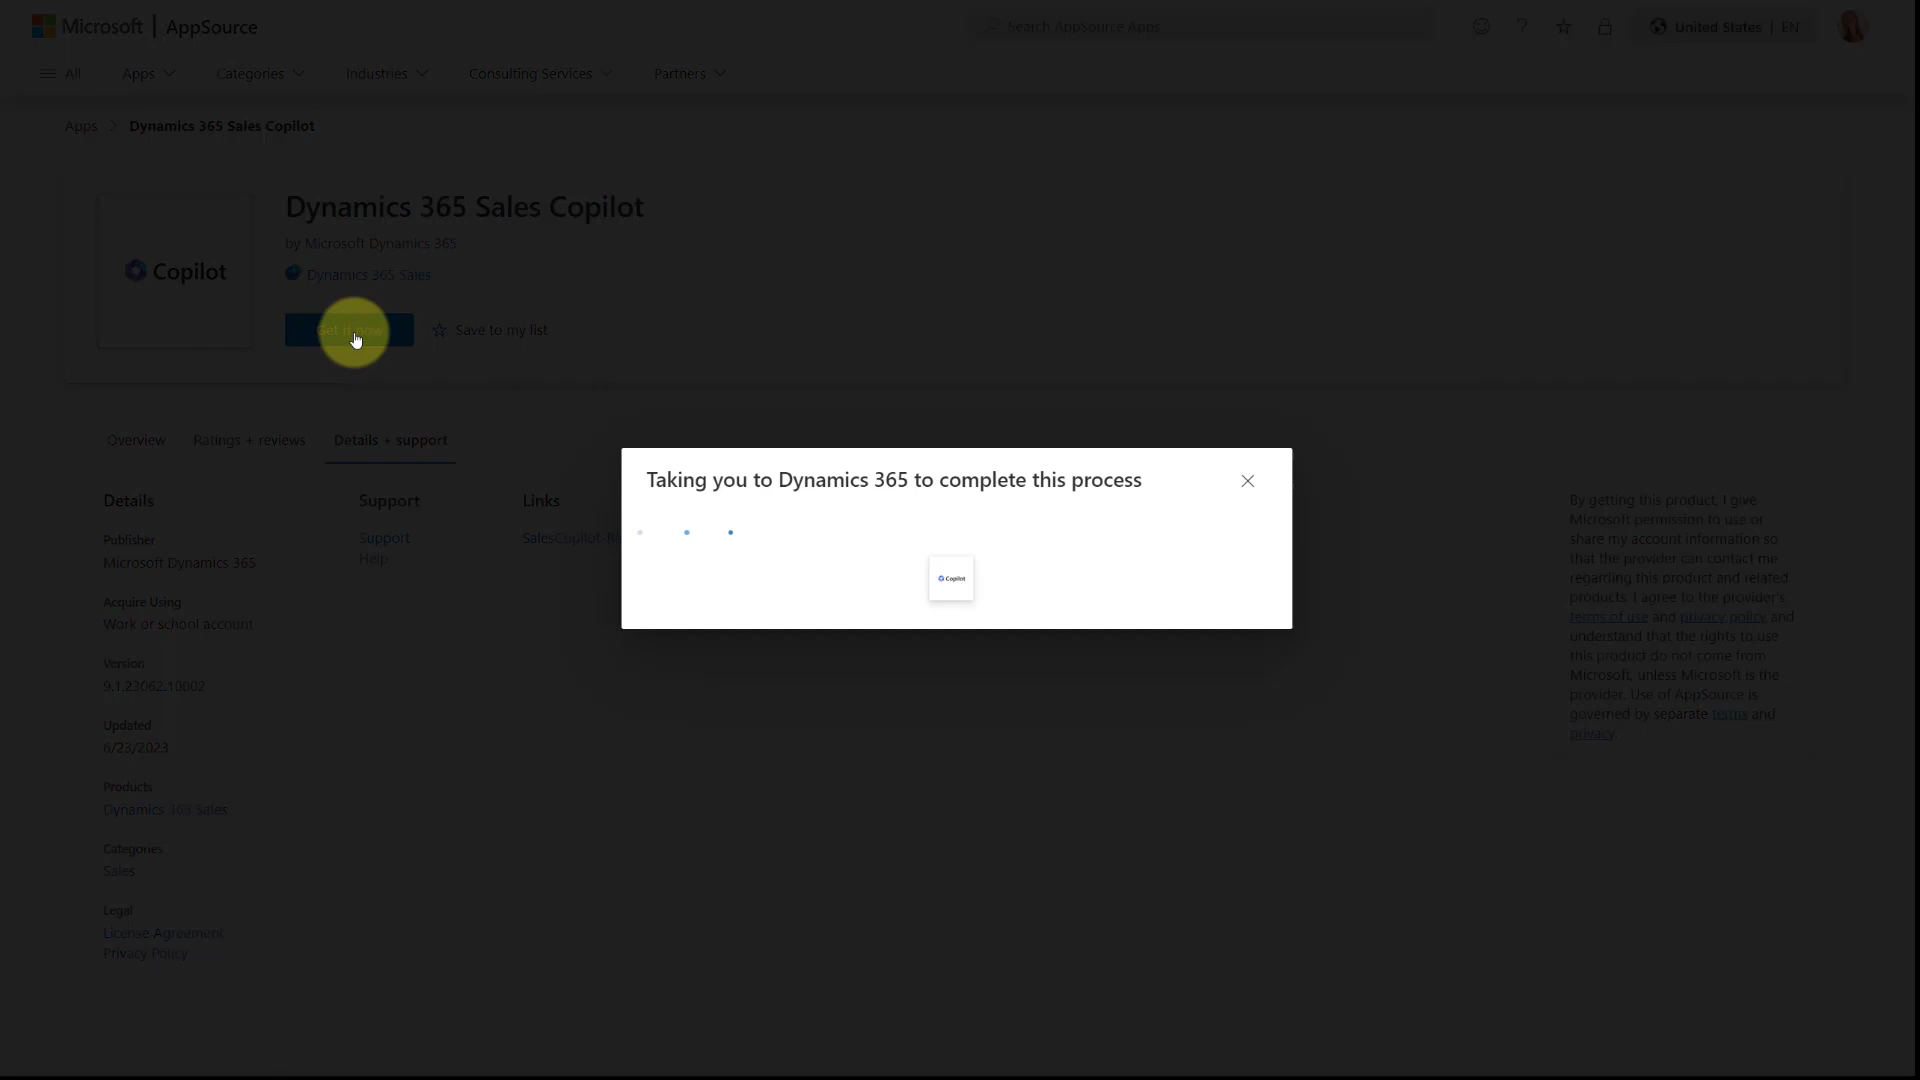 Microsoft | AppSource
Search AppSource Apps
United States | EN
All
Apps
Categories
Industries
Consulting Services
Partners
Apps > Dynamics 365 Sales Copilot
Copilot
Dynamics 365 Sales Copilot
by Microsoft Dynamics 365
Dynamics 365 Sales
Get it now
Save to my list
Overview
Ratings + reviews
Details + support
Taking you to Dynamics 365 to complete this process
Copilot
Details
Publisher
Microsoft Dynamics 365
Acquire Using
Work or school account
Version
9.1.23062.10002
Updated
6/23/2023
Products
Dynamics 365 Sales
Categories
Sales
Legal
License Agreement
Privacy Policy
Support
Support
Help
Links
SalesCopilot-R
By getting this product, I give
Microsoft permission to use or
share my account information so
that the provider can contact me
regarding this product and related
products. I agree to the provider's
terms of use and privacy policy and
understand that the rights to use
this product do not come from
Microsoft, unless Microsoft is the
provider. Use of AppSource is
governed by separate terms and
privacy.